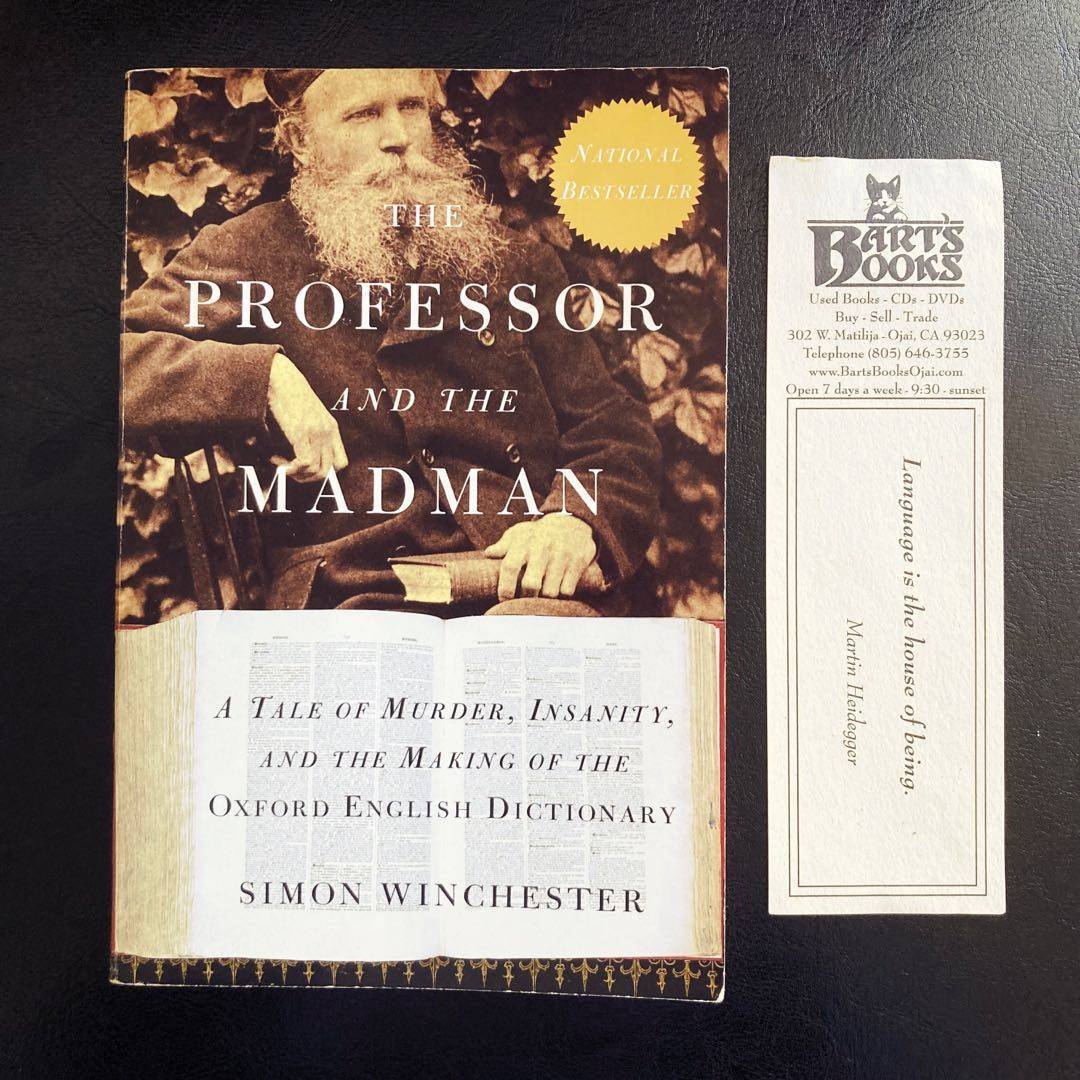 NATIONAL
BESTSELLER
THE
PROFESSOR
AND THE
MADMAN
A TALE OF MURDER, INSANITY,
AND THE MAKING OF THE
OXFORD ENGLISH DICTIONARY
SIMON WINCHESTER
BART'S
BOOKS
Used Books - CDs - DVDs
Buy - Sell - Trade
302 W. Matilija - Ojai, CA 93023
Telephone (805) 646-3755
www.BartsBooksOjai.com
Open 7 days a week - 9:30 - sunset
Language is the house of being.
Martin Heidegger